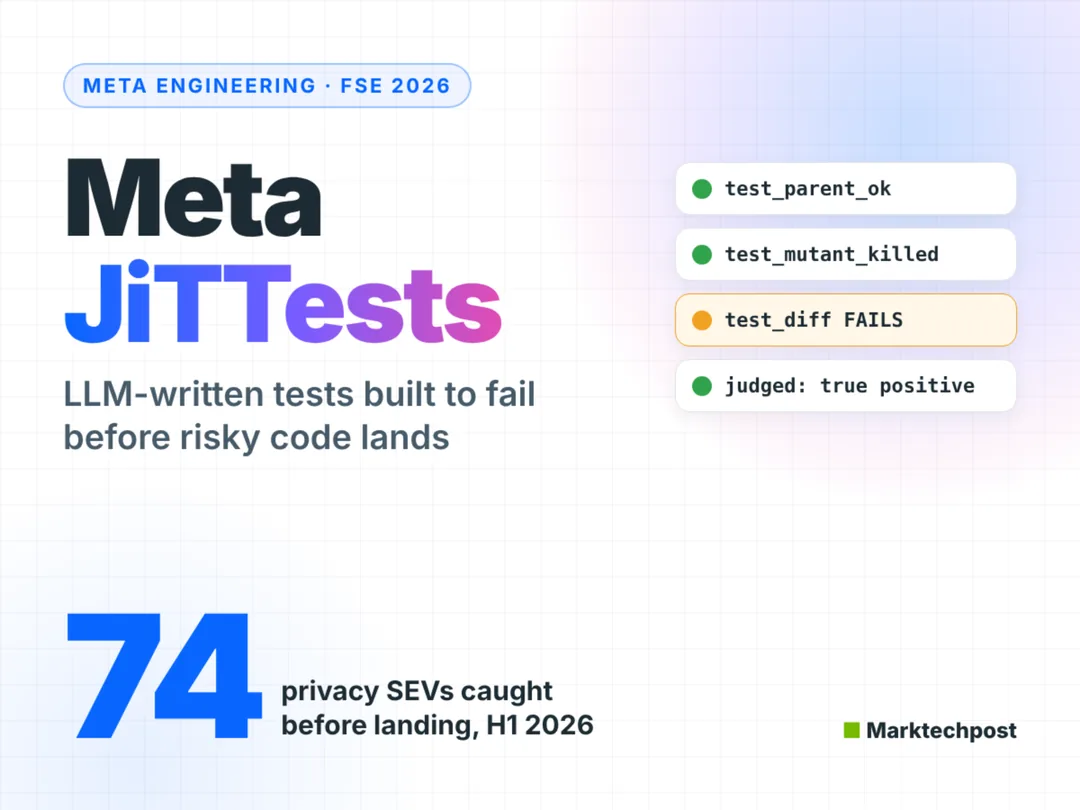 META ENGINEERING · FSE 2026
Meta
JiTTests
LLM-written tests built to fail
before risky code lands
test_parent_ok
test_mutant_killed
test_diff FAILS
judged: true positive
74
privacy SEVs caught
before landing, H1 2026
Marktechpost